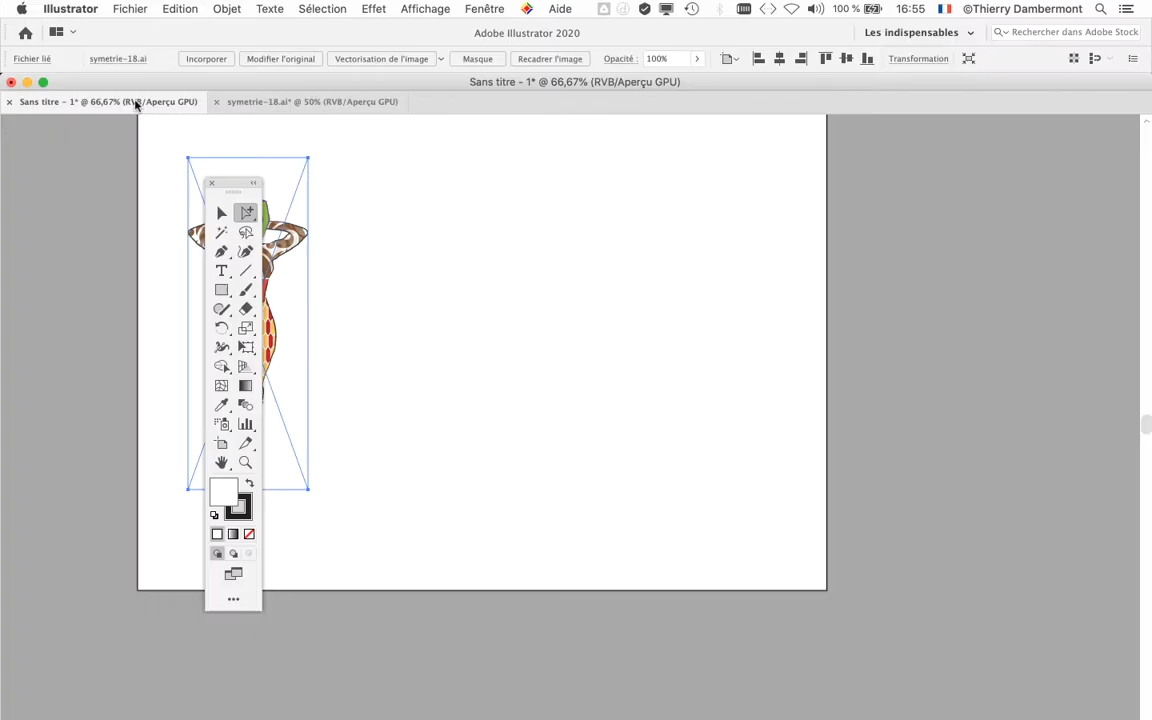 Illustrator Fichier Edition Objet Texte Sélection Effet Affichage Fenêtre Aide 100 % 16:55 ©Thierry Dambermont
Adobe Illustrator 2020 Les indispensables Rechercher dans Adobe Stock
Fichier lié symetrie-18.ai Incorporer Modifier l'original Vectorisation de l'image Masque Recadrer l'image Opacité : 100% Transformation
Sans titre - 1* @ 66,67% (RVB/Aperçu GPU)
Sans titre - 1* @ 66,67% (RVB/Aperçu GPU) symetrie-18.ai* @ 50% (RVB/Aperçu GPU)